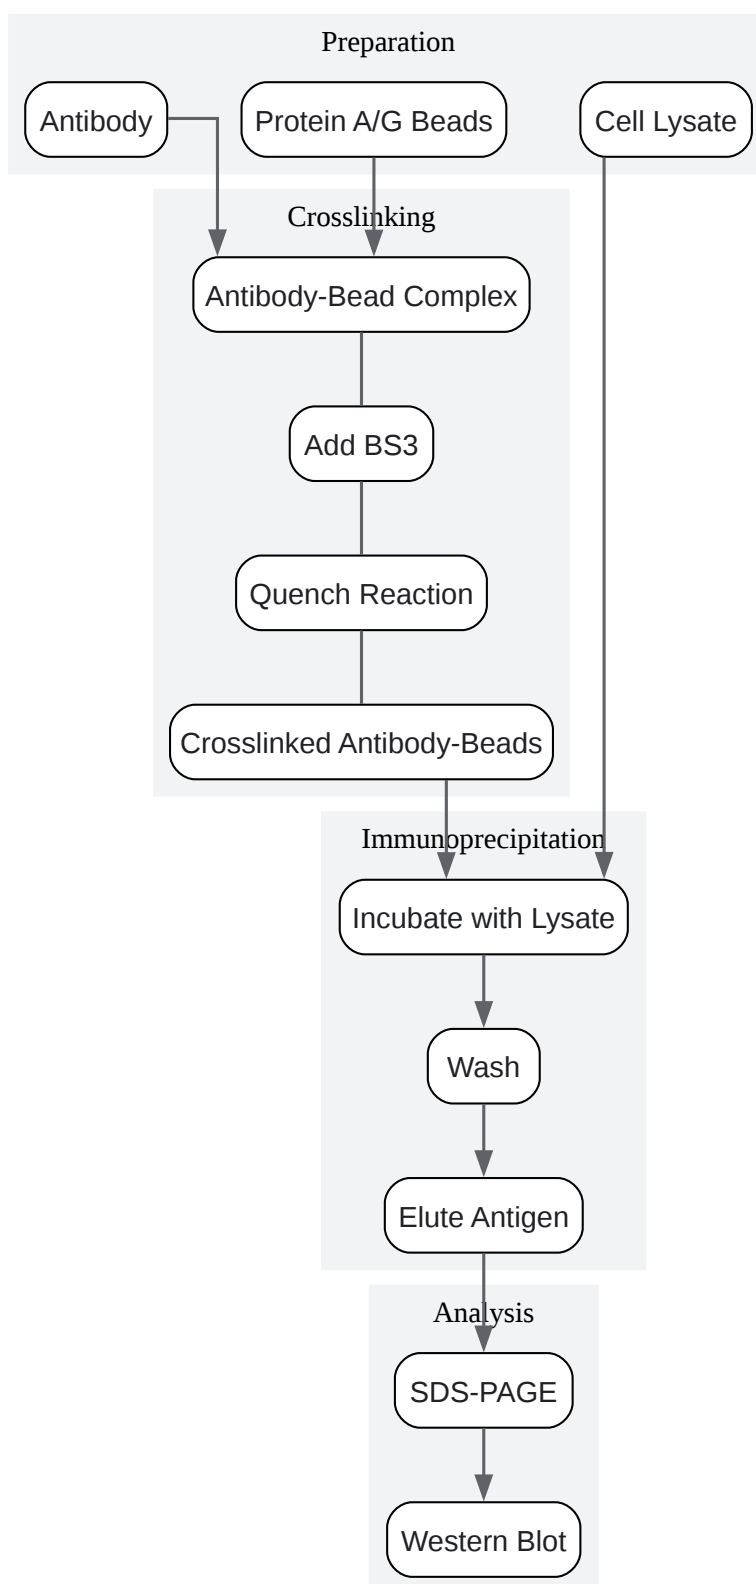 Preparation
Antibody
Protein A/G Beads
Cell Lysate
Crosslinking
Antibody-Bead Complex
Add BS3
Quench Reaction
Crosslinked Antibody-Beads
Immunoprecipitation
Incubate with Lysate
Wash
Elute Antigen
Analysis
SDS-PAGE
Western Blot